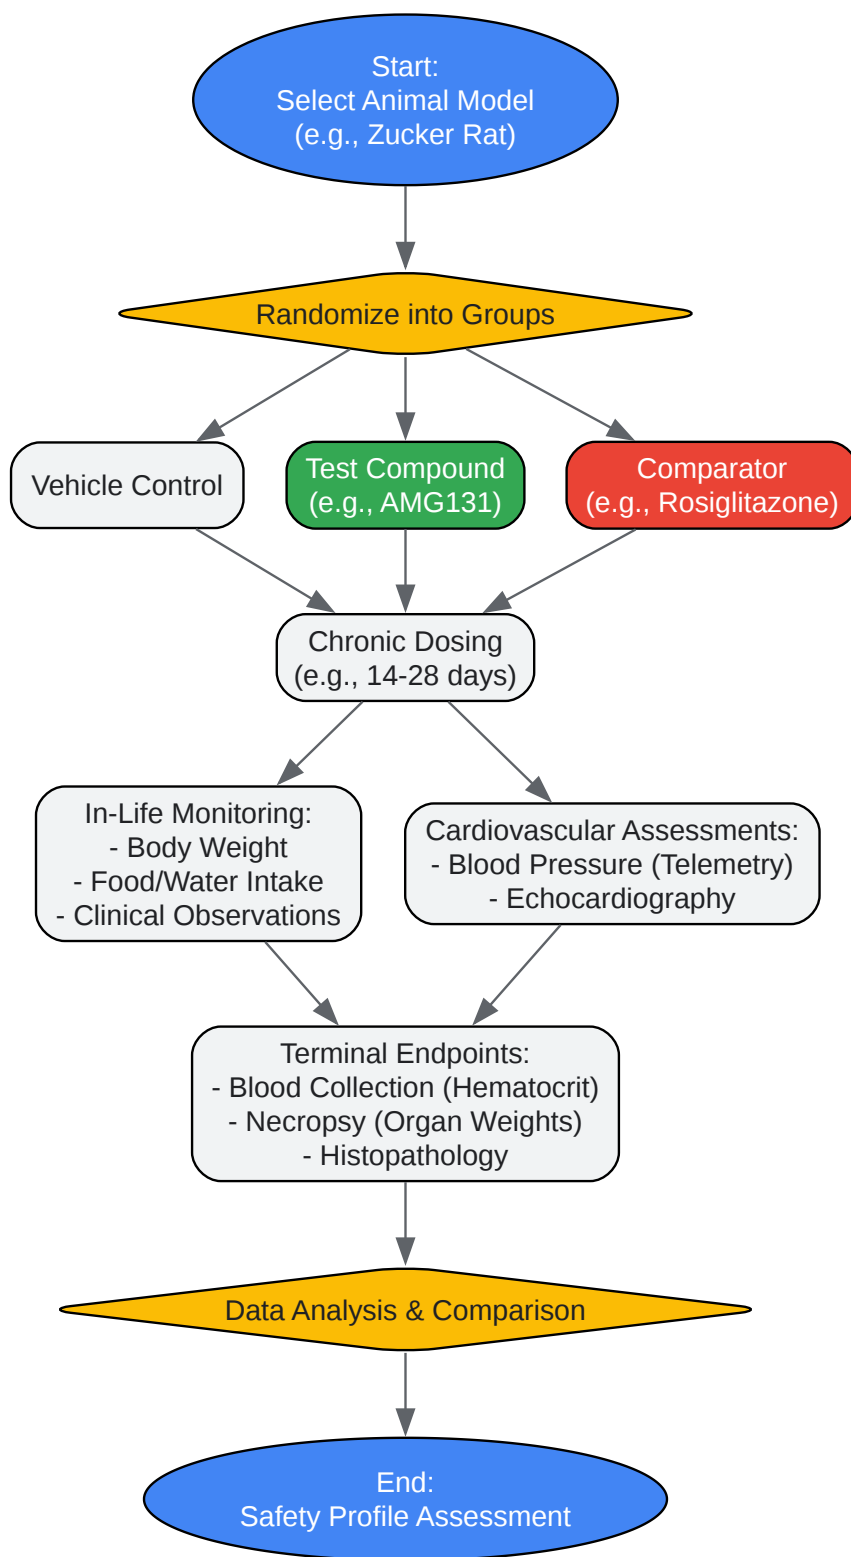 Start:
Select Animal Model
(e.g., Zucker Rat)
Randomize into Groups
Vehicle Control
Test Compound
(e.g., AMG131)
Comparator
(e.g., Rosiglitazone)
Chronic Dosing
(e.g., 14-28 days)
In-Life Monitoring:
- Body Weight
- Food/Water Intake
- Clinical Observations
Cardiovascular Assessments:
- Blood Pressure (Telemetry)
- Echocardiography
Terminal Endpoints:
- Blood Collection (Hematocrit)
- Necropsy (Organ Weights)
- Histopathology
Data Analysis & Comparison
End:
Safety Profile Assessment